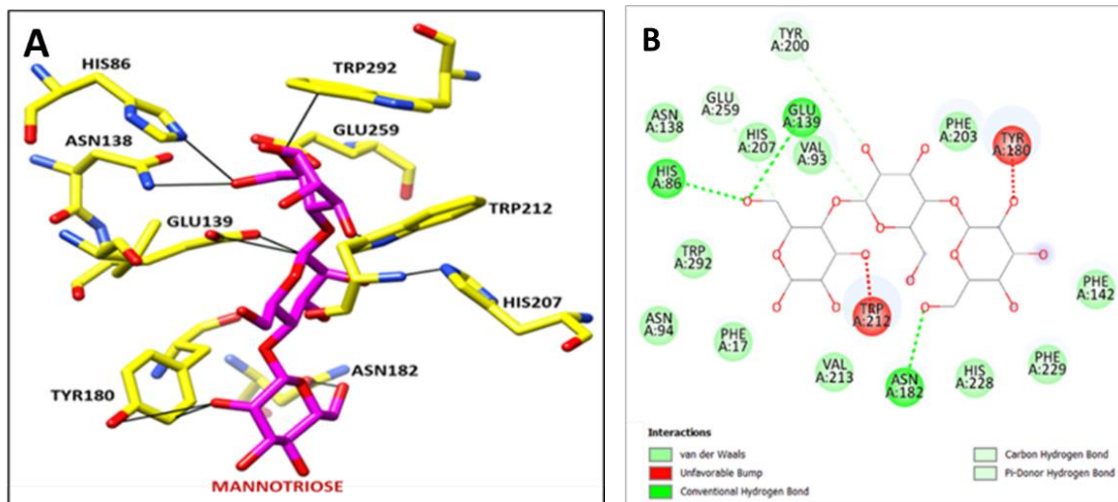 A
HIS86
TRP292
ASN138
GLU259
GLU139
TRP212
HIS207
ASN182
TYR180
MANNOTRIOSE
B
TYR
A:200
GLU
A:259
GLU
A:139
ASN
A:138
HIS
A:207
VAL
A:93
PHE
A:203
TYR
A:180
HIS
A:86
TRP
A:292
PHE
A:142
ASN
A:94
PHE
A:17
TRP
A:212
VAL
A:213
ASN
A:182
HIS
A:228
PHE
A:229
Interactions
van der Waals
Unfavorable Bump
Conventional Hydrogen Bond
Carbon Hydrogen Bond
Pi-Donor Hydrogen Bond